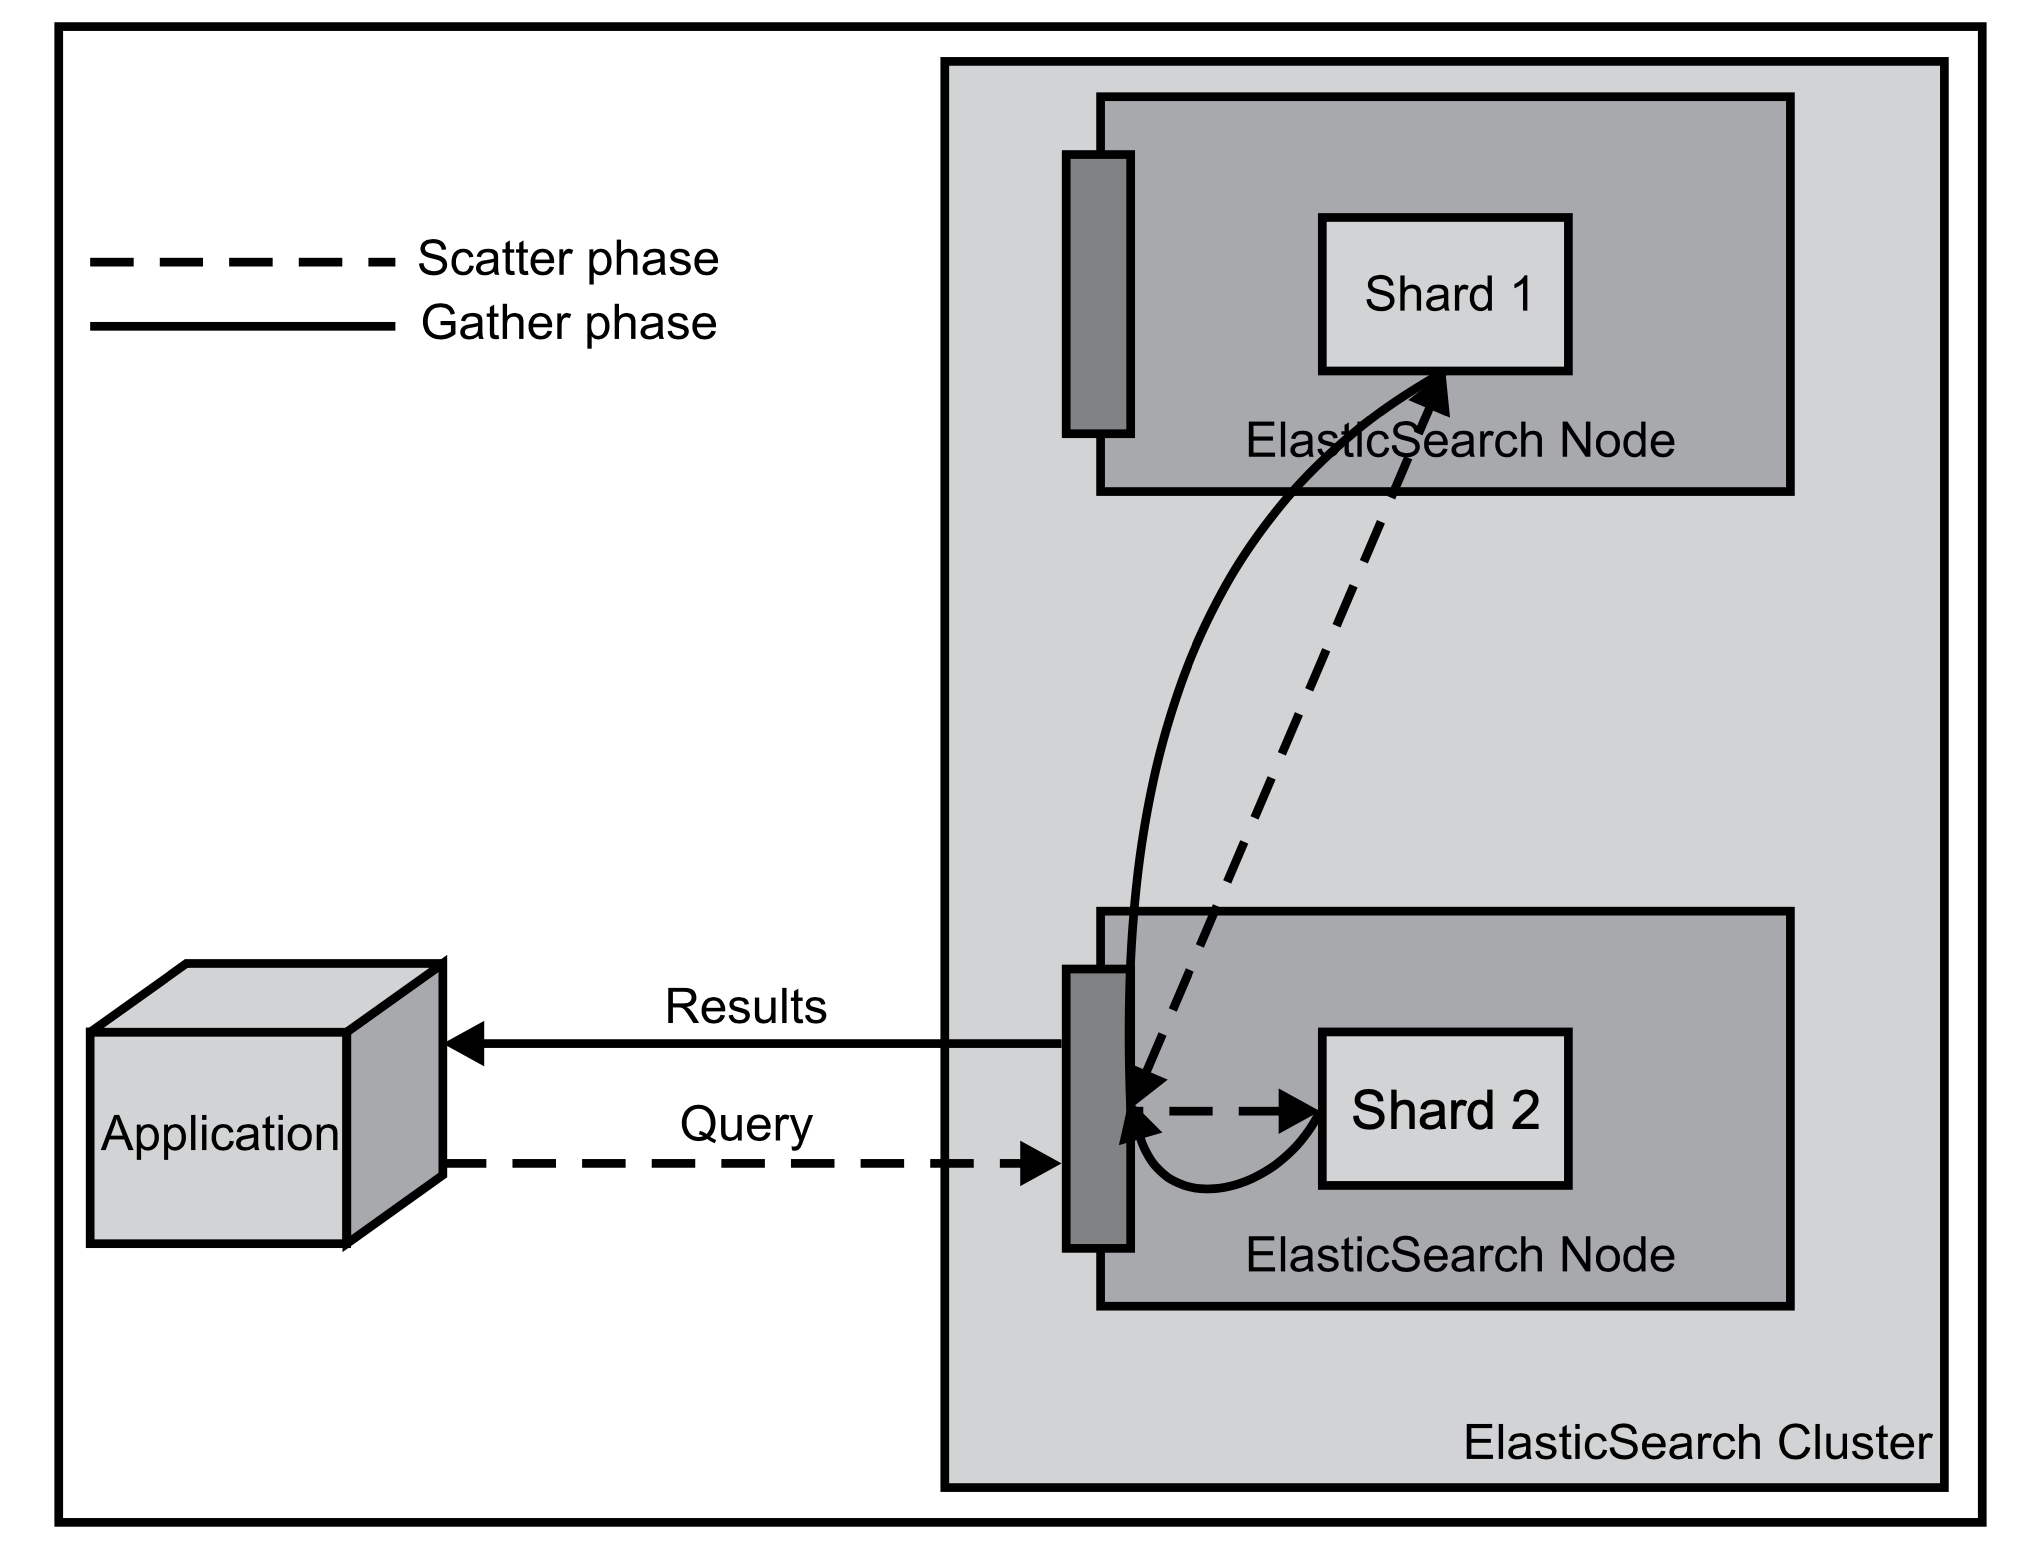 Scatter phase
Gather phase
Shard 1
ElasticSearch Node
Results
Query
Application
Shard 2
ElasticSearch Node
ElasticSearch Cluster